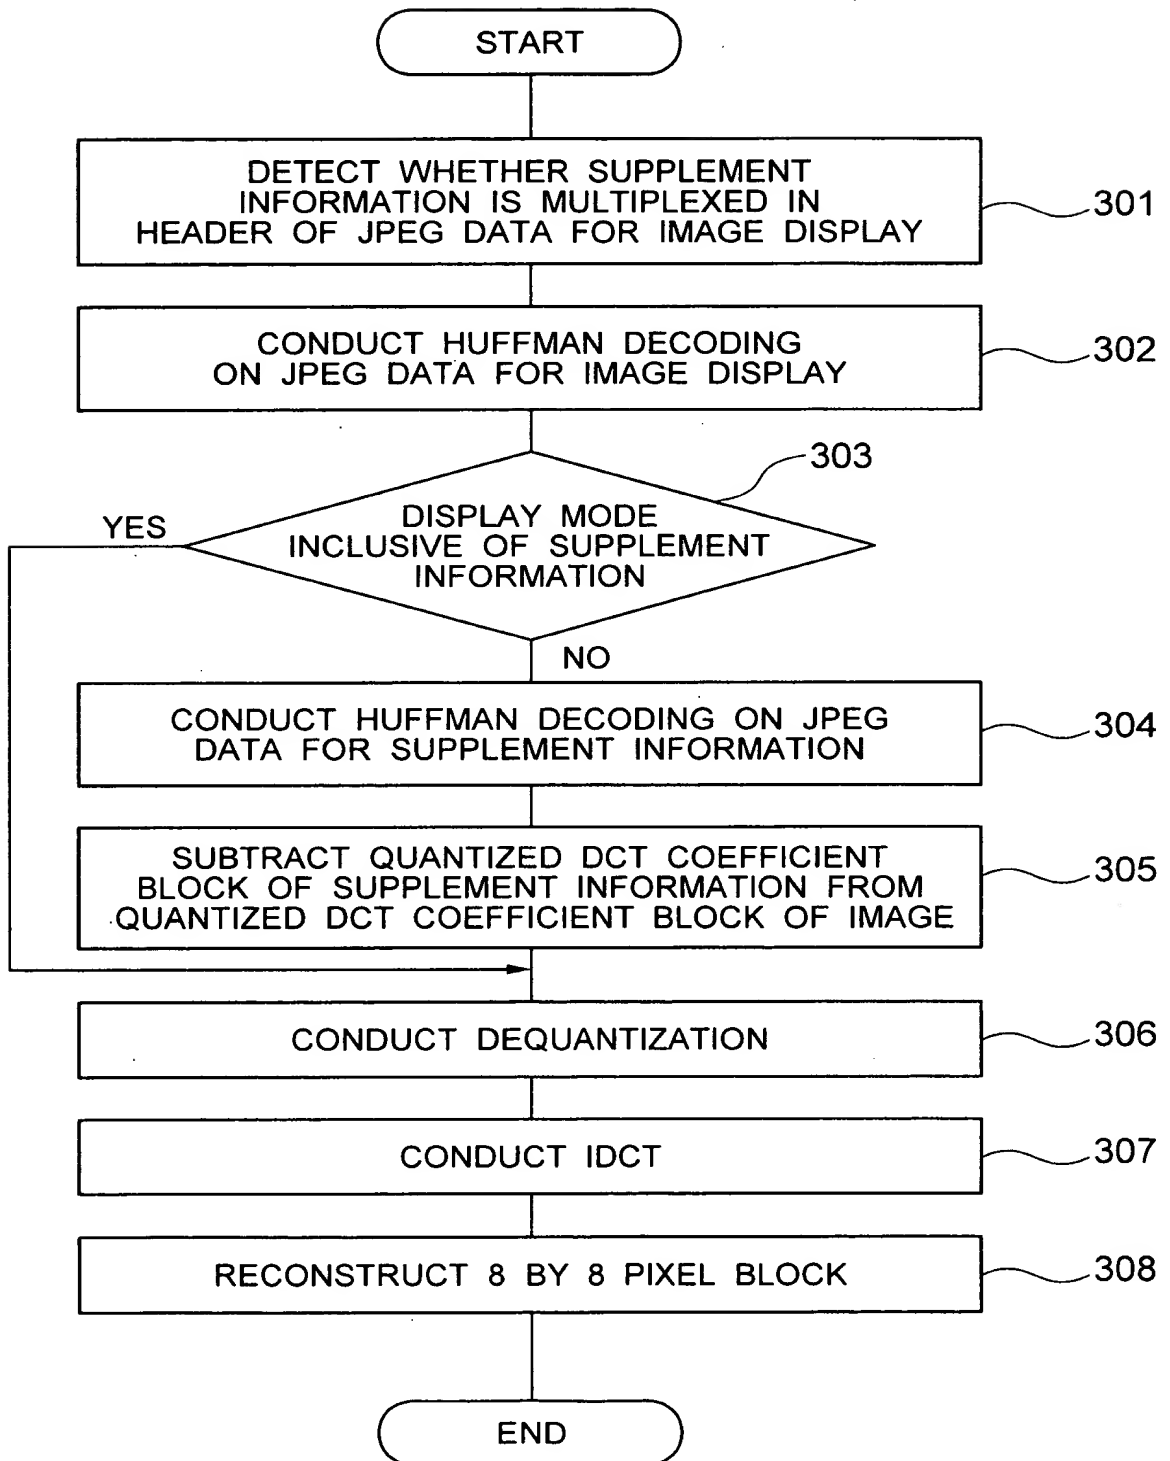 START
DETECT WHETHER SUPPLEMENT
INFORMATION IS MULTIPLEXED IN
HEADER OF JPEG DATA FOR IMAGE DISPLAY
301
CONDUCT HUFFMAN DECODING
ON JPEG DATA FOR IMAGE DISPLAY
302
303
YES
DISPLAY MODE
INCLUSIVE OF SUPPLEMENT
INFORMATION
NO
CONDUCT HUFFMAN DECODING ON JPEG
DATA FOR SUPPLEMENT INFORMATION
304
SUBTRACT QUANTIZED DCT COEFFICIENT
BLOCK OF SUPPLEMENT INFORMATION FROM
QUANTIZED DCT COEFFICIENT BLOCK OF IMAGE
305
CONDUCT DEQUANTIZATION
306
CONDUCT IDCT
307
RECONSTRUCT 8 BY 8 PIXEL BLOCK
308
END